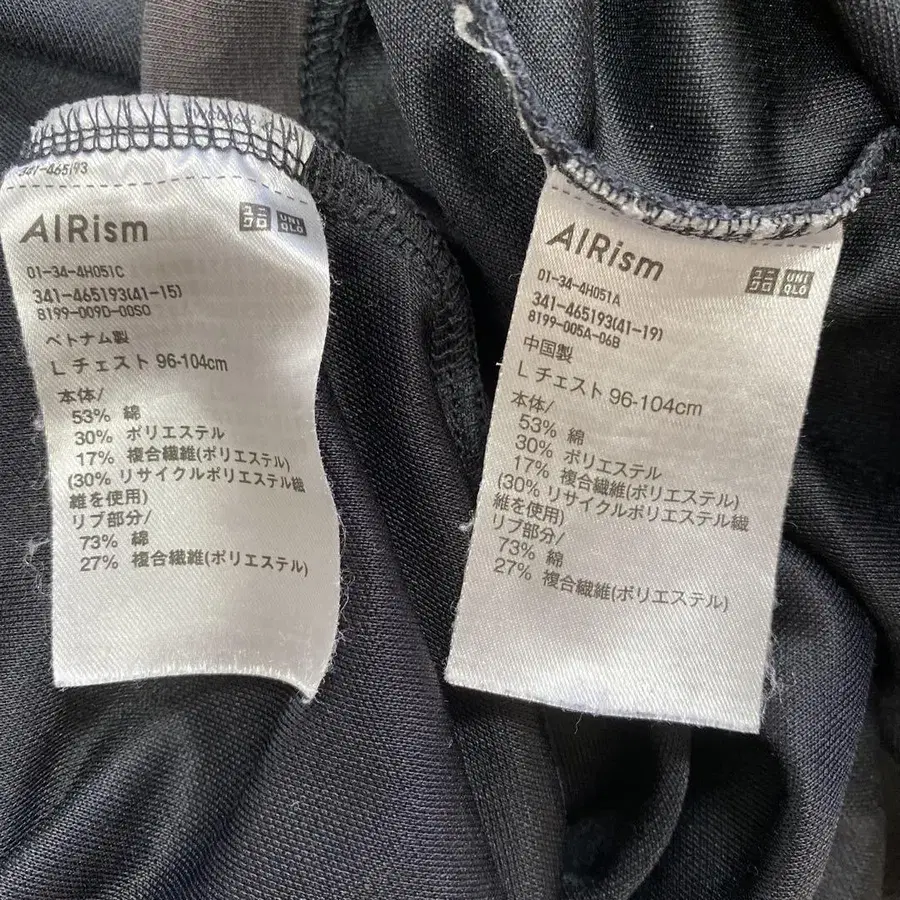 341-465193
AIRism
ユニクロ UNIQLO
01-34-4H051C
341-465193(41-15)
8199-009D-00SO
ベトナム製
L チェスト 96-104cm
本体/
53% 綿
30% ポリエステル
17% 複合繊維(ポリエステル)
(30% リサイクルポリエステル繊
維を使用)
リブ部分/
73% 綿
27% 複合繊維(ポリエステル)
AIRism
ユニクロ UNIQLO
01-34-4H051A
341-465193(41-19)
8199-005A-06B
中国製
L チェスト 96-104cm
本体/
53% 綿
30% ポリエステル
17% 複合繊維(ポリエステル)
(30% リサイクルポリエステル繊
維を使用)
リブ部分/
73% 綿
27% 複合繊維(ポリエステル)